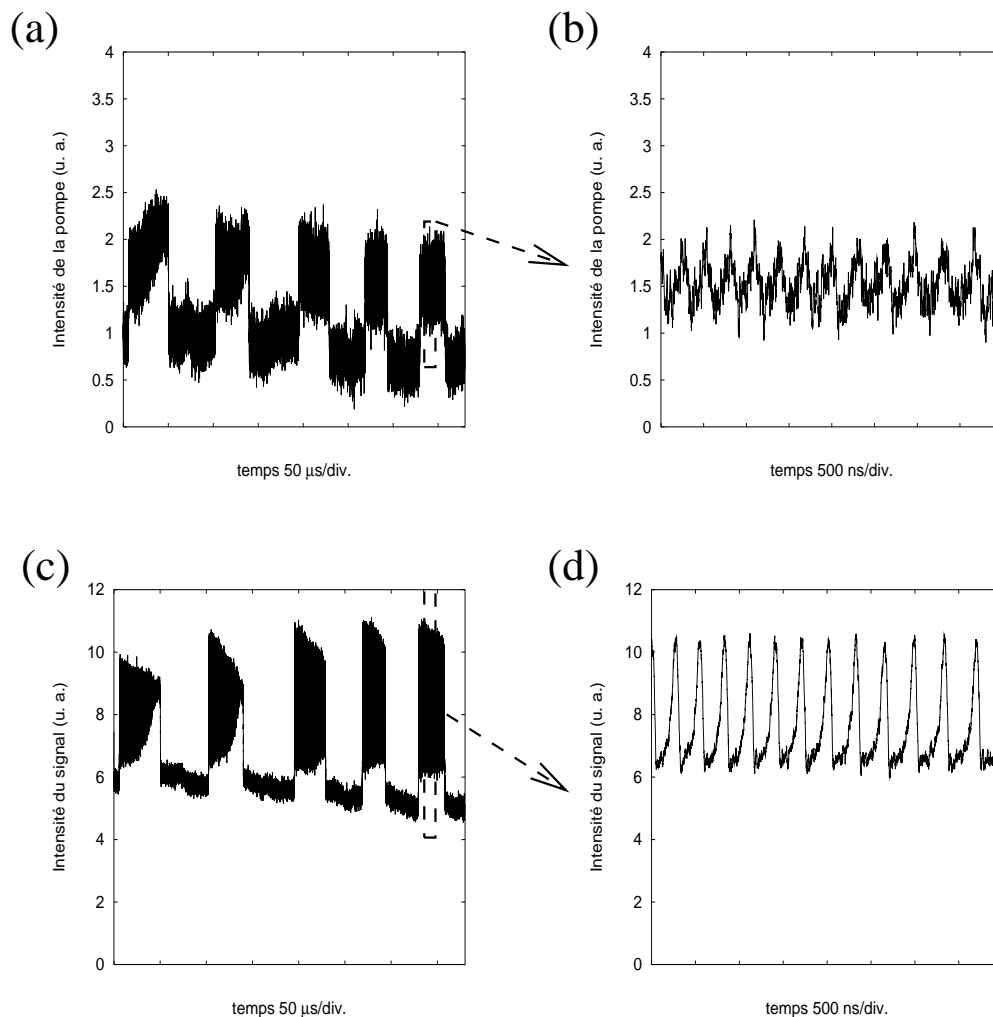 (a)
4
3.5
3
2.5
2
1.5
1
0.5
0
Intensité de la pompe (u. a.)
temps 50 μs/div.
(b)
4
3.5
3
2.5
2
1.5
1
0.5
0
Intensité de la pompe (u. a.)
temps 500 ns/div.
(c)
12
10
8
6
4
2
0
Intensité du signal (u. a.)
temps 50 μs/div.
(d)
12
10
8
6
4
2
0
Intensité du signal (u. a.)
temps 500 ns/div.